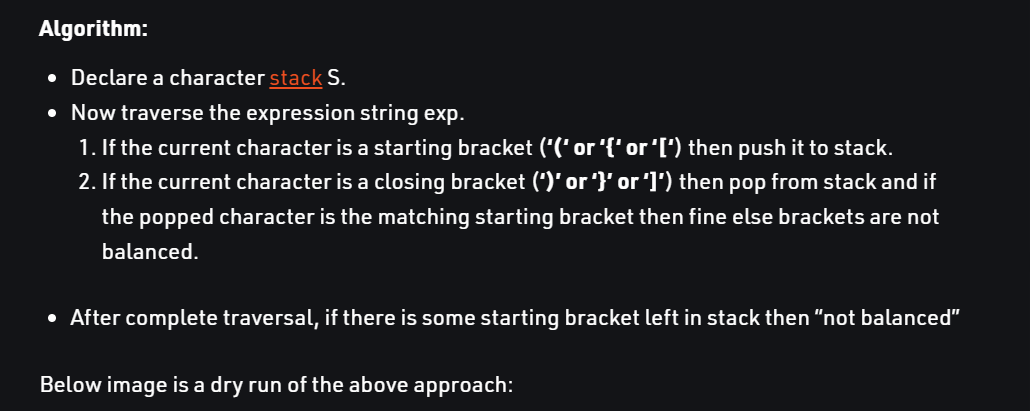 Algorithm:
• Declare a character stack S.
• Now traverse the expression string exp.
1. If the current character is a starting bracket (‘(‘ or ‘{‘ or ‘[‘) then push it to stack.
2. If the current character is a closing bracket (‘)’ or ‘}’ or ‘]’) then pop from stack and if
the popped character is the matching starting bracket then fine else brackets are not
balanced.
• After complete traversal, if there is some starting bracket left in stack then “not balanced”
Below image is a dry run of the above approach: